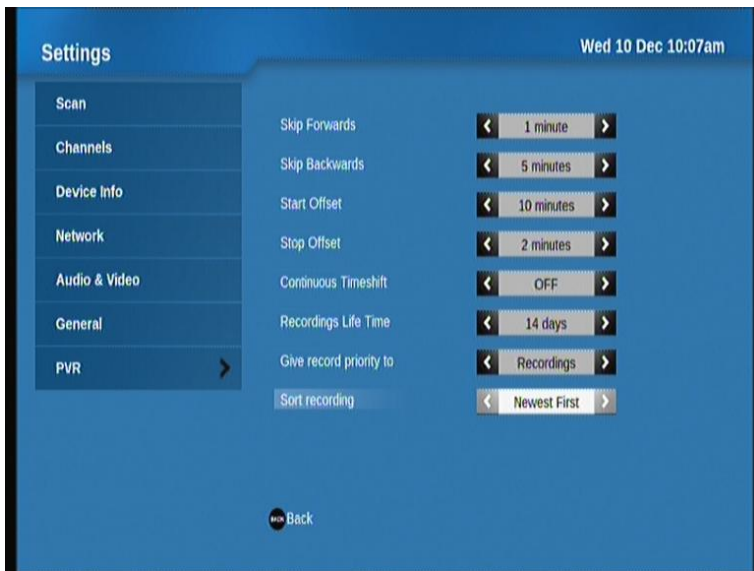 Settings
Wed 10 Dec 10:07am
Scan
Channels
Device Info
Network
Audio & Video
General
PVR
Skip Forwards 1 minute
Skip Backwards 5 minutes
Start Offset 10 minutes
Stop Offset 2 minutes
Continuous Timeshift OFF
Recordings Life Time 14 days
Give record priority to Recordings
Sort recording Newest First
BACK Back